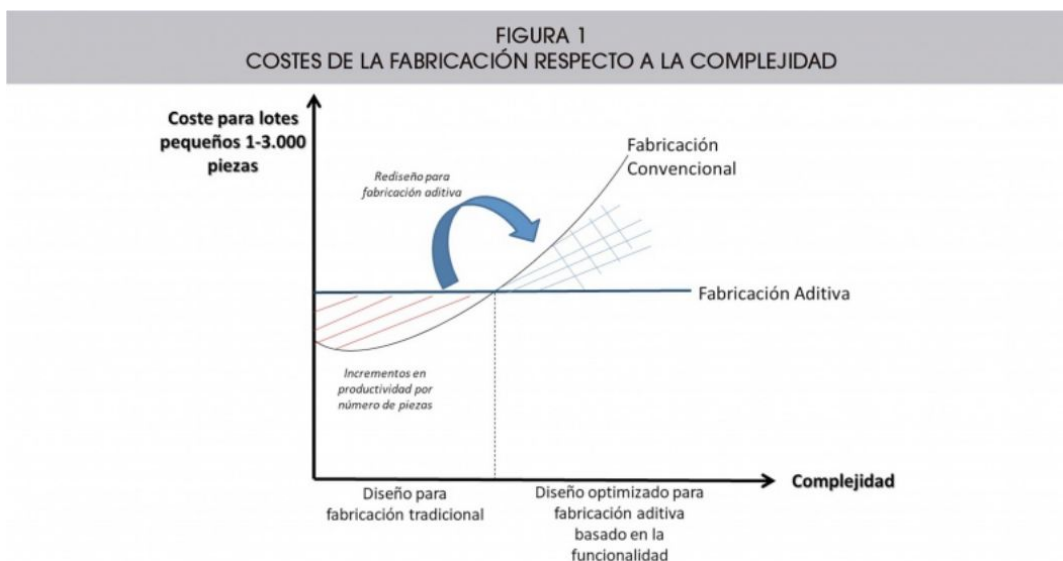 FIGURA 1
COSTES DE LA FABRICACIÓN RESPECTO A LA COMPLEJIDAD
Coste para lotes
pequeños 1-3.000
piezas
Rediseño para
fabricación aditiva
Fabricación
Convencional
Fabricación Aditiva
Incrementos en
productividad por
número de piezas
Complejidad
Diseño para
fabricación tradicional
Diseño optimizado para
fabricación aditiva
basado en la
funcionalidad